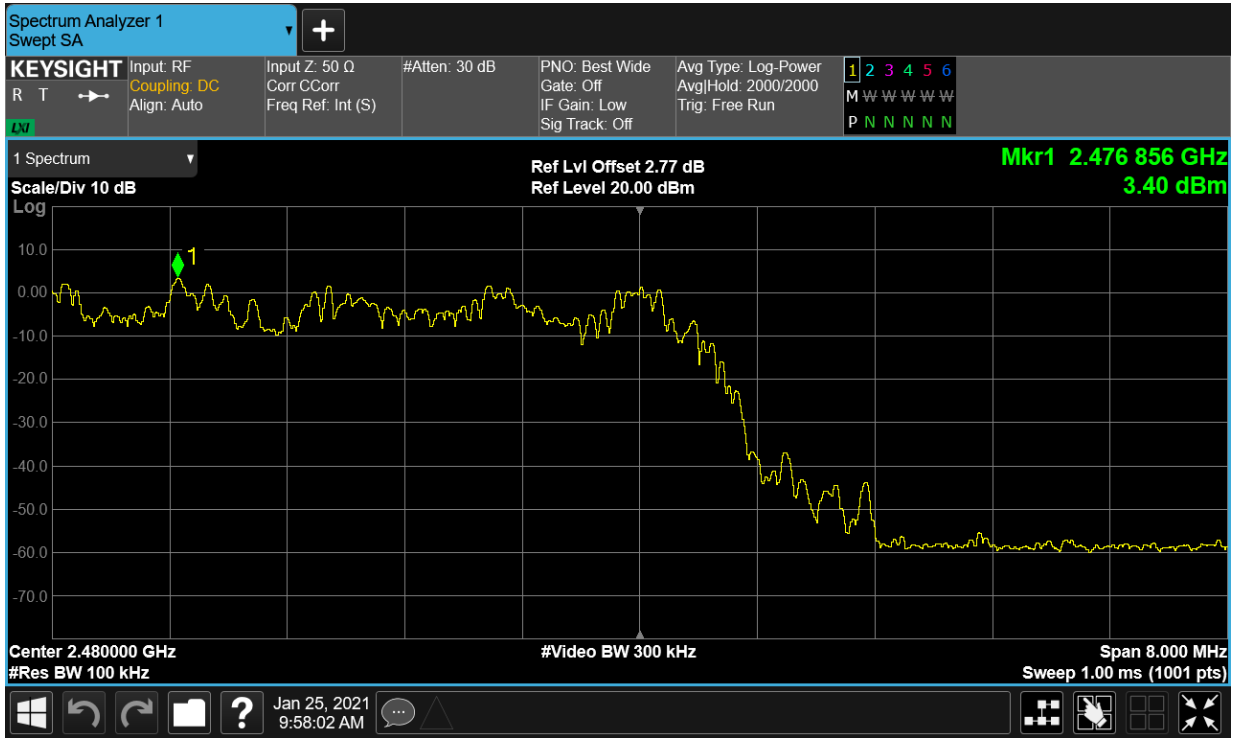 Spectrum Analyzer 1
Swept SA
KEYSIGHT
R T
LXI
Input: RF
Coupling: DC
Align: Auto
Input Z: 50 Ω
Corr CCorr
Freq Ref: Int (S)
#Atten: 30 dB
PNO: Best Wide
Gate: Off
IF Gain: Low
Sig Track: Off
Avg Type: Log-Power
Avg|Hold: 2000/2000
Trig: Free Run
1 2 3 4 5 6
M W W W W W
P N N N N N
1 Spectrum
Scale/Div 10 dB
Log
Ref Lvl Offset 2.77 dB
Ref Level 20.00 dBm
Mkr1 2.476 856 GHz
3.40 dBm
1
10.0
0.00
-10.0
-20.0
-30.0
-40.0
-50.0
-60.0
-70.0
Center 2.480000 GHz
#Res BW 100 kHz
#Video BW 300 kHz
Span 8.000 MHz
Sweep 1.00 ms (1001 pts)
?
Jan 25, 2021
9:58:02 AM